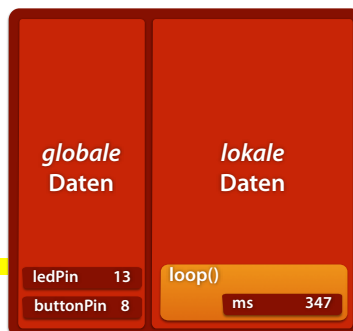 globale
Daten
lokale
Daten
ledPin 13
buttonPin 8
loop()
ms 347